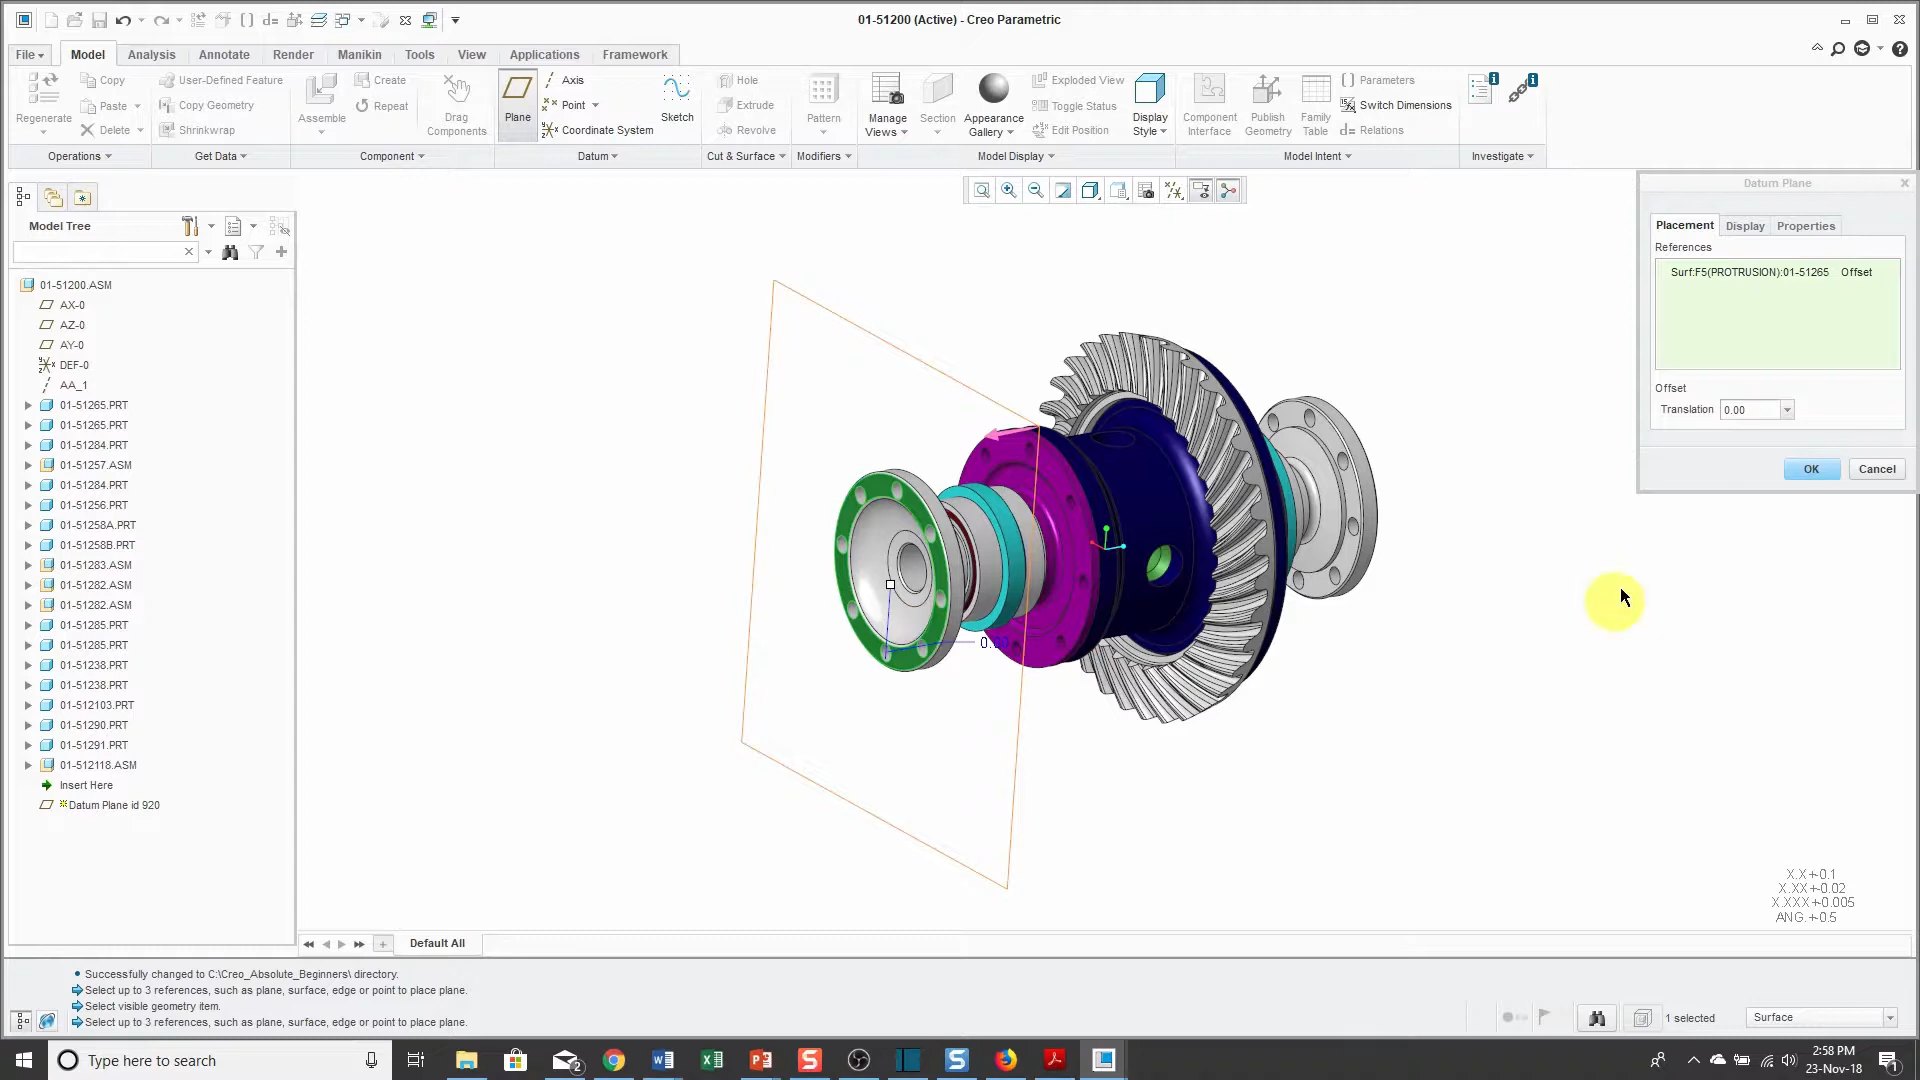 01-51200 (Active) - Creo Parametric
File
Model
Analysis
Annotate
Render
Manikin
Tools
View
Applications
Framework
Regenerate
Copy
Paste
Delete
User-Defined Feature
Copy Geometry
Shrinkwrap
Assemble
Create
Repeat
Drag
Components
Plane
Axis
Point
Coordinate System
Sketch
Hole
Extrude
Revolve
Pattern
Manage
Views
Section
Appearance
Gallery
Exploded View
Toggle Status
Edit Position
Display
Style
Component
Interface
Publish
Geometry
Family
Table
Parameters
Switch Dimensions
Relations
Operations
Get Data
Component
Datum
Cut & Surface
Modifiers
Model Display
Model Intent
Investigate
Model Tree
01-51200.ASM
AX-0
AZ-0
AY-0
DEF-0
AA_1
01-51265.PRT
01-51265.PRT
01-51284.PRT
01-51257.ASM
01-51284.PRT
01-51256.PRT
01-51258A.PRT
01-51258B.PRT
01-51283.ASM
01-51282.ASM
01-51282.ASM
01-51285.PRT
01-51285.PRT
01-51238.PRT
01-51238.PRT
01-512103.PRT
01-51290.PRT
01-51291.PRT
01-512118.ASM
Insert Here
Datum Plane id 920
Datum Plane
Placement
Display
Properties
References
Surf:F5(PROTRUSION):01-51265 Offset
Offset
Translation 0.00
OK
Cancel
X.X+-0.1
X.XX+-0.02
X.XXX+-0.005
ANG.+-0.5
Default All
Successfully changed to C:\Creo_Absolute_Beginners\ directory.
Select up to 3 references, such as plane, surface, edge or point to place plane.
Select visible geometry item.
Select up to 3 references, such as plane, surface, edge or point to place plane.
1 selected
Surface
Type here to search
2:58 PM
23-Nov-18